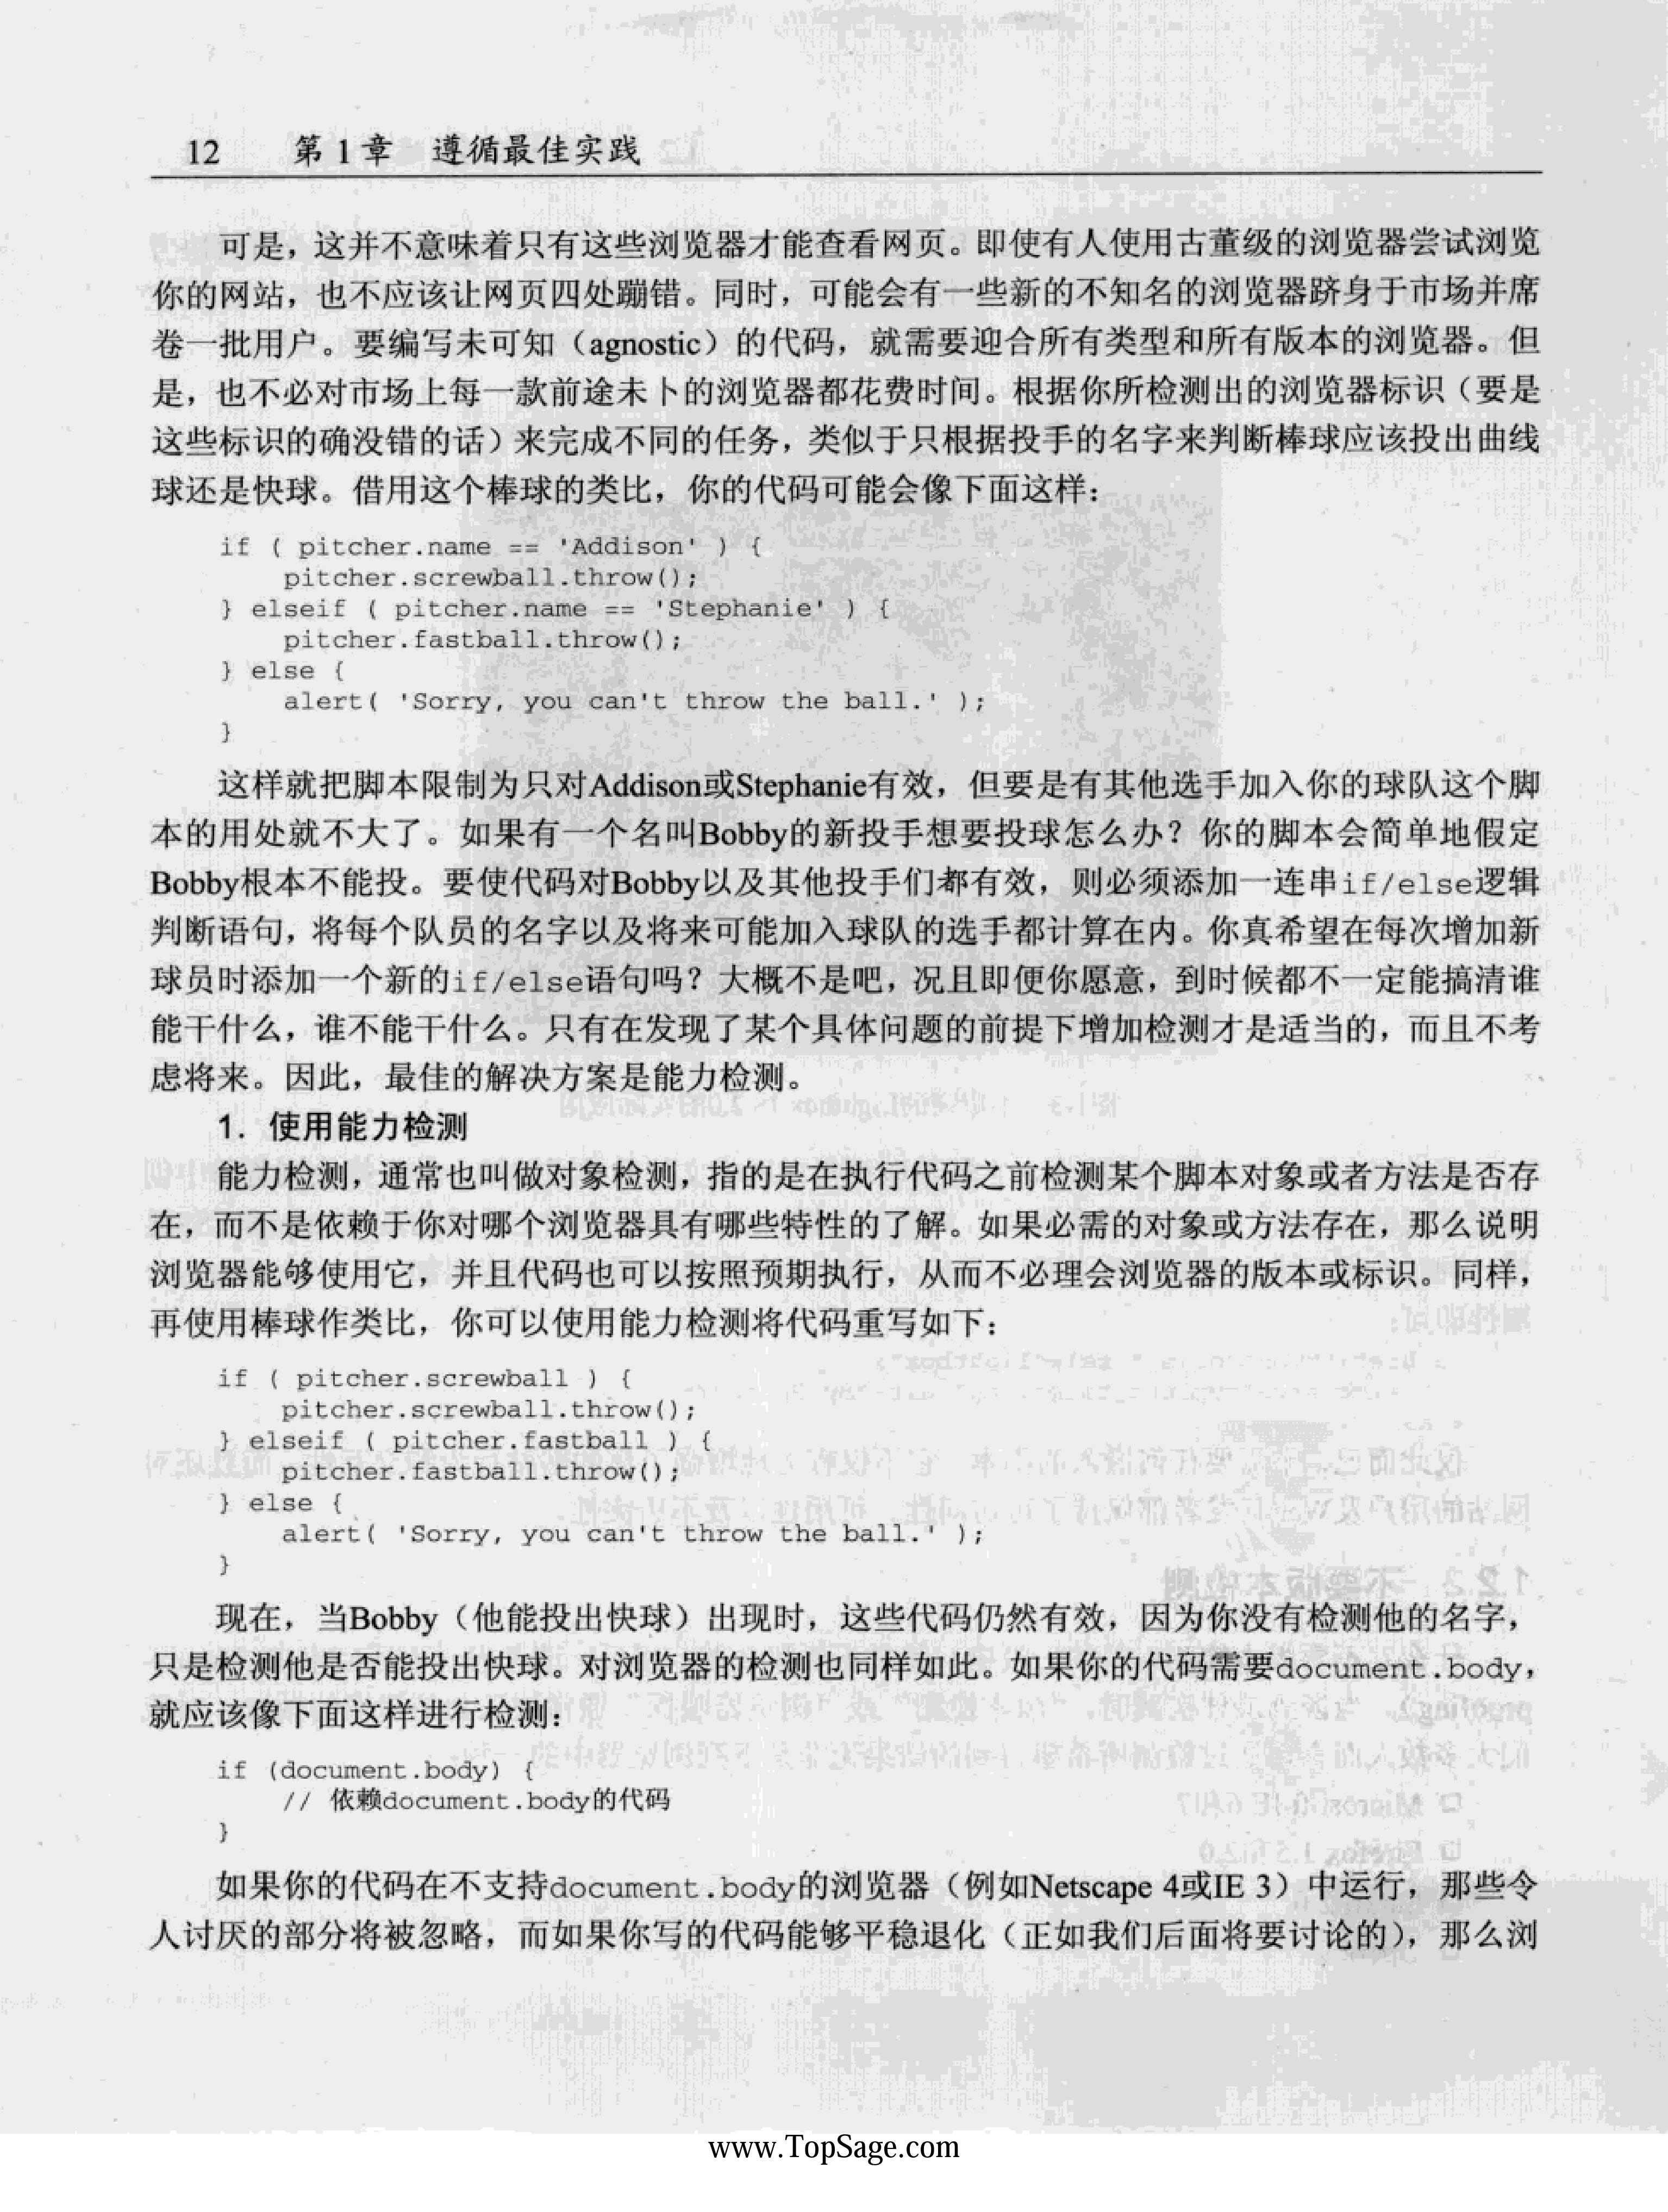 12 第1章 遵循最佳实践
可是，这并不意味着只有这些浏览器才能查看网页。即使有人使用古董级的浏览器尝试浏览
你的网站，也不应该让网页四处蹦错。同时，可能会有一些新的不知名的浏览器跻身于市场并席
卷一批用户。要编写未可知（agnostic）的代码，就需要迎合所有类型和所有版本的浏览器。但
是，也不必对市场上每一款前途未卜的浏览器都花费时间。根据你所检测出的浏览器标识（要是
这些标识的确没错的话）来完成不同的任务，类似于只根据投手的名字来判断棒球应该投出曲线
球还是快球。借用这个棒球的类比，你的代码可能会像下面这样：
if ( pitcher.name == 'Addison' ) {
    pitcher.screwball.throw();
} elseif ( pitcher.name == 'Stephanie' ) {
    pitcher.fastball.throw();
} else {
    alert( 'Sorry, you can't throw the ball.' );
}
这样就把脚本限制为只对Addison或Stephanie有效，但要是有其他选手加入你的球队这个脚
本的用处就不大了。如果有一个名叫Bobby的新投手想要投球怎么办？你的脚本会简单地假定
Bobby根本不能投。要使代码对Bobby以及其他投手们都有效，则必须添加一连串if/else逻辑
判断语句，将每个队员的名字以及将来可能加入球队的选手都计算在内。你真希望在每次增加新
球员时添加一个新的if/else语句吗？大概不是吧，况且即便你愿意，到时候都不一定能搞清谁
能干什么，谁不能干什么。只有在发现了某个具体问题的前提下增加检测才是适当的，而且不考
虑将来。因此，最佳的解决方案是能力检测。
1. 使用能力检测
能力检测，通常也叫做对象检测，指的是在执行代码之前检测某个脚本对象或者方法是否存
在，而不是依赖于你对哪个浏览器具有哪些特性的了解。如果必需的对象或方法存在，那么说明
浏览器能够使用它，并且代码也可以按照预期执行，从而不必理会浏览器的版本或标识。同样，
再使用棒球作类比，你可以使用能力检测将代码重写如下：
if ( pitcher.screwball ) {
    pitcher.screwball.throw();
} elseif ( pitcher.fastball ) {
    pitcher.fastball.throw();
} else {
    alert( 'Sorry, you can't throw the ball.' );
}
现在，当Bobby（他能投出快球）出现时，这些代码仍然有效，因为你没有检测他的名字，
只是检测他是否能投出快球。对浏览器的检测也同样如此。如果你的代码需要document.body，
就应该像下面这样进行检测：
if (document.body) {
    // 依赖document.body的代码
}
如果你的代码在不支持document.body的浏览器（例如Netscape 4或IE 3）中运行，那些令
人讨厌的部分将被忽略，而如果你写的代码能够平稳退化（正如我们后面将要讨论的），那么浏
www.TopSage.com